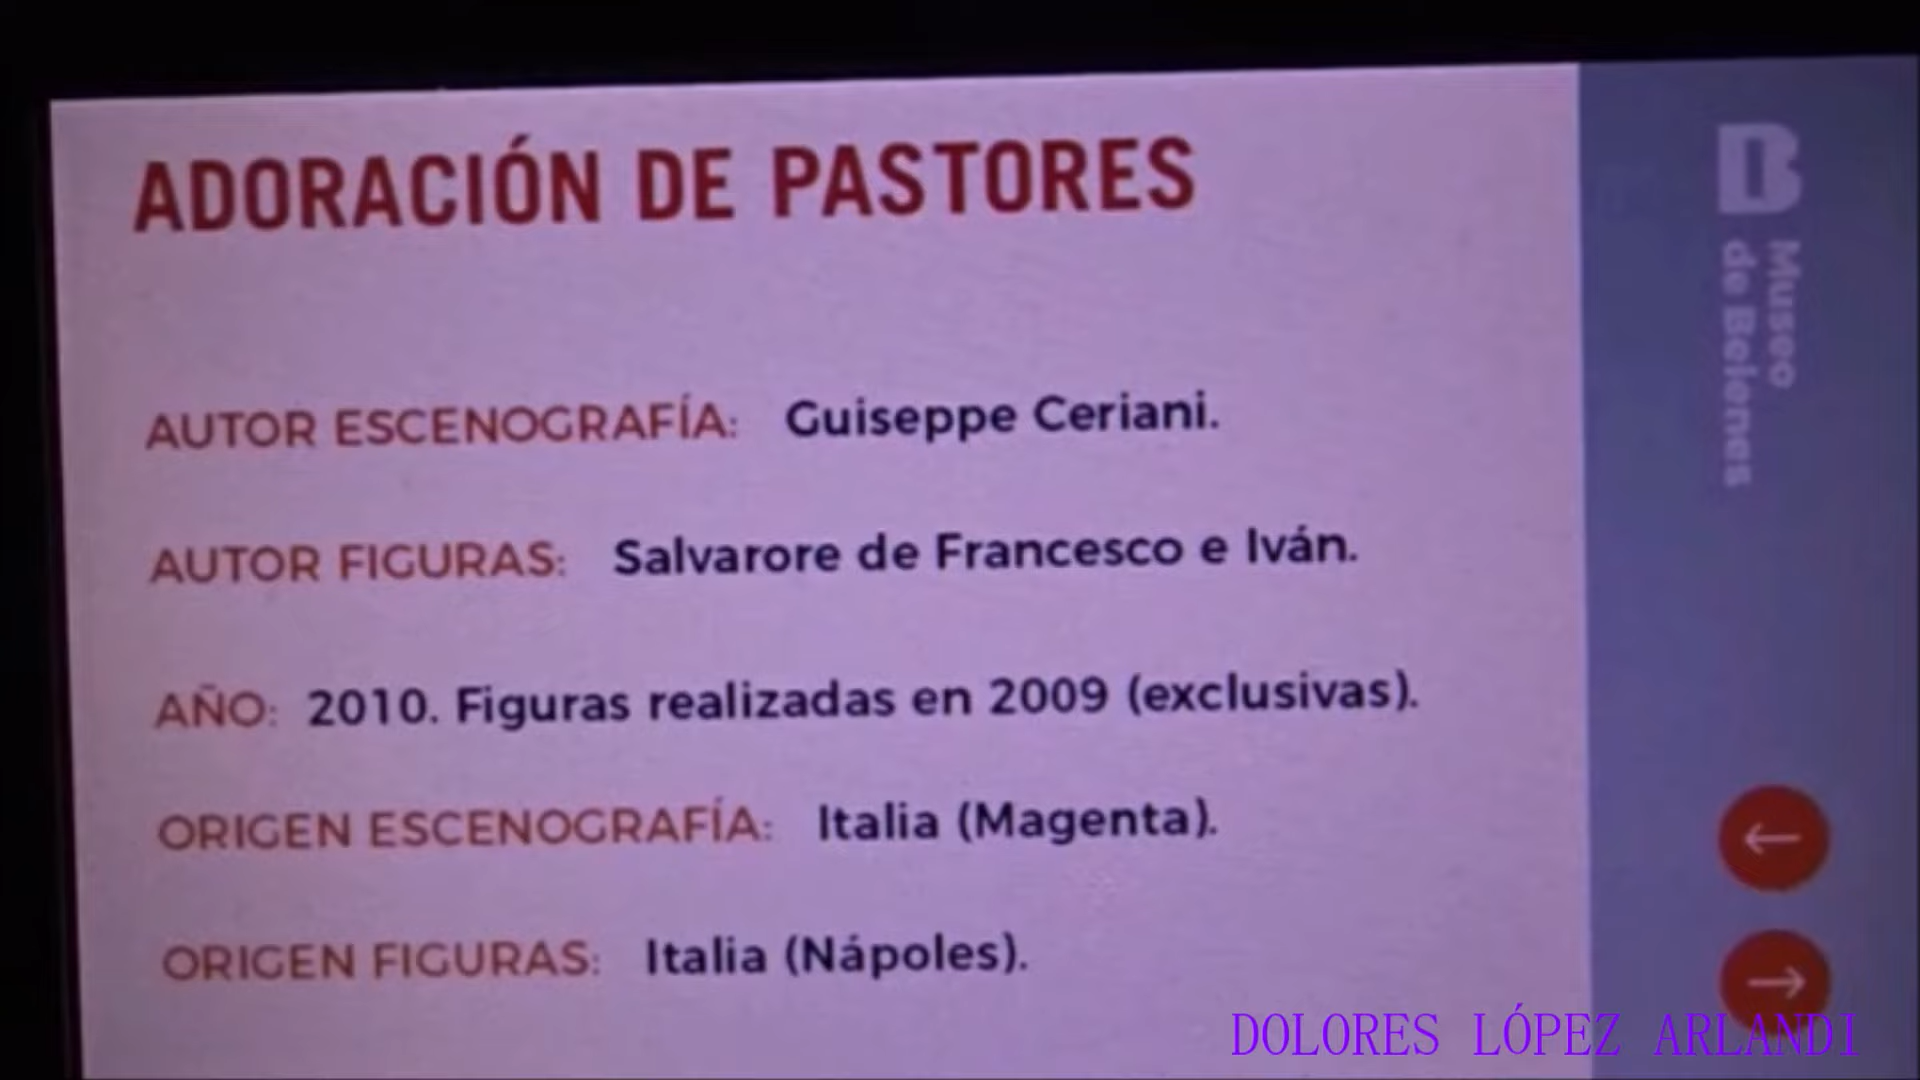 ADORACIÓN DE PASTORES
AUTOR ESCENOGRAFÍA: Guiseppe Ceriani.
AUTOR FIGURAS: Salvarore de Francesco e Iván.
AÑO: 2010. Figuras realizadas en 2009 (exclusivas).
ORIGEN ESCENOGRAFÍA: Italia (Magenta).
ORIGEN FIGURAS: Italia (Nápoles).
B
Museo
de Belenes
DOLORES LÓPEZ ARLANDI